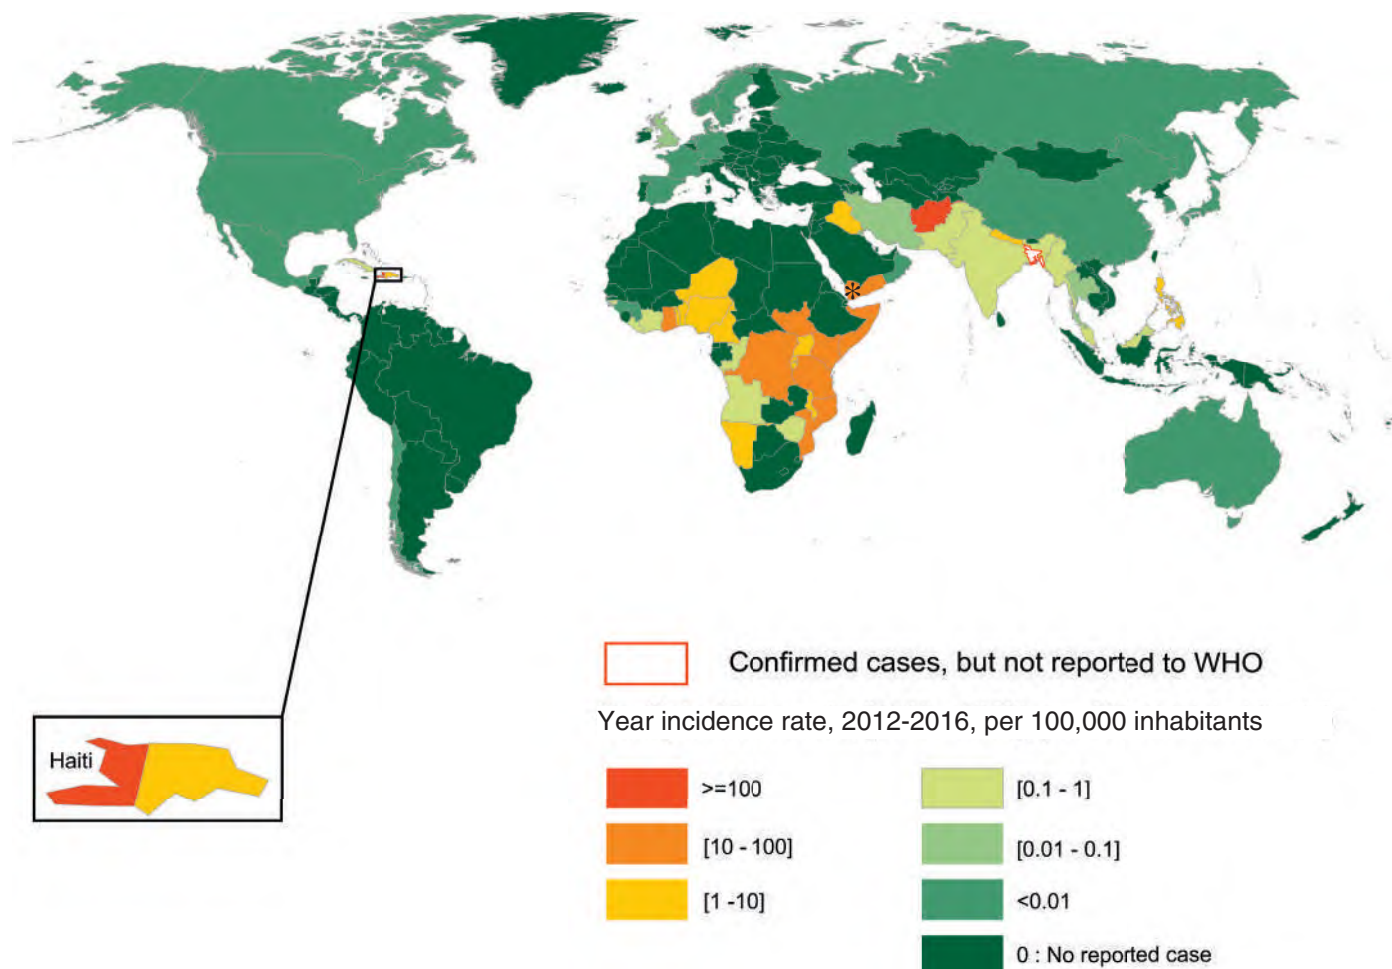 *
Haiti
Confirmed cases, but not reported to WHO
Year incidence rate, 2012-2016, per 100,000 inhabitants
>=100
[10 - 100]
[1 -10]
[0.1 - 1]
[0.01 - 0.1]
<0.01
0 : No reported case